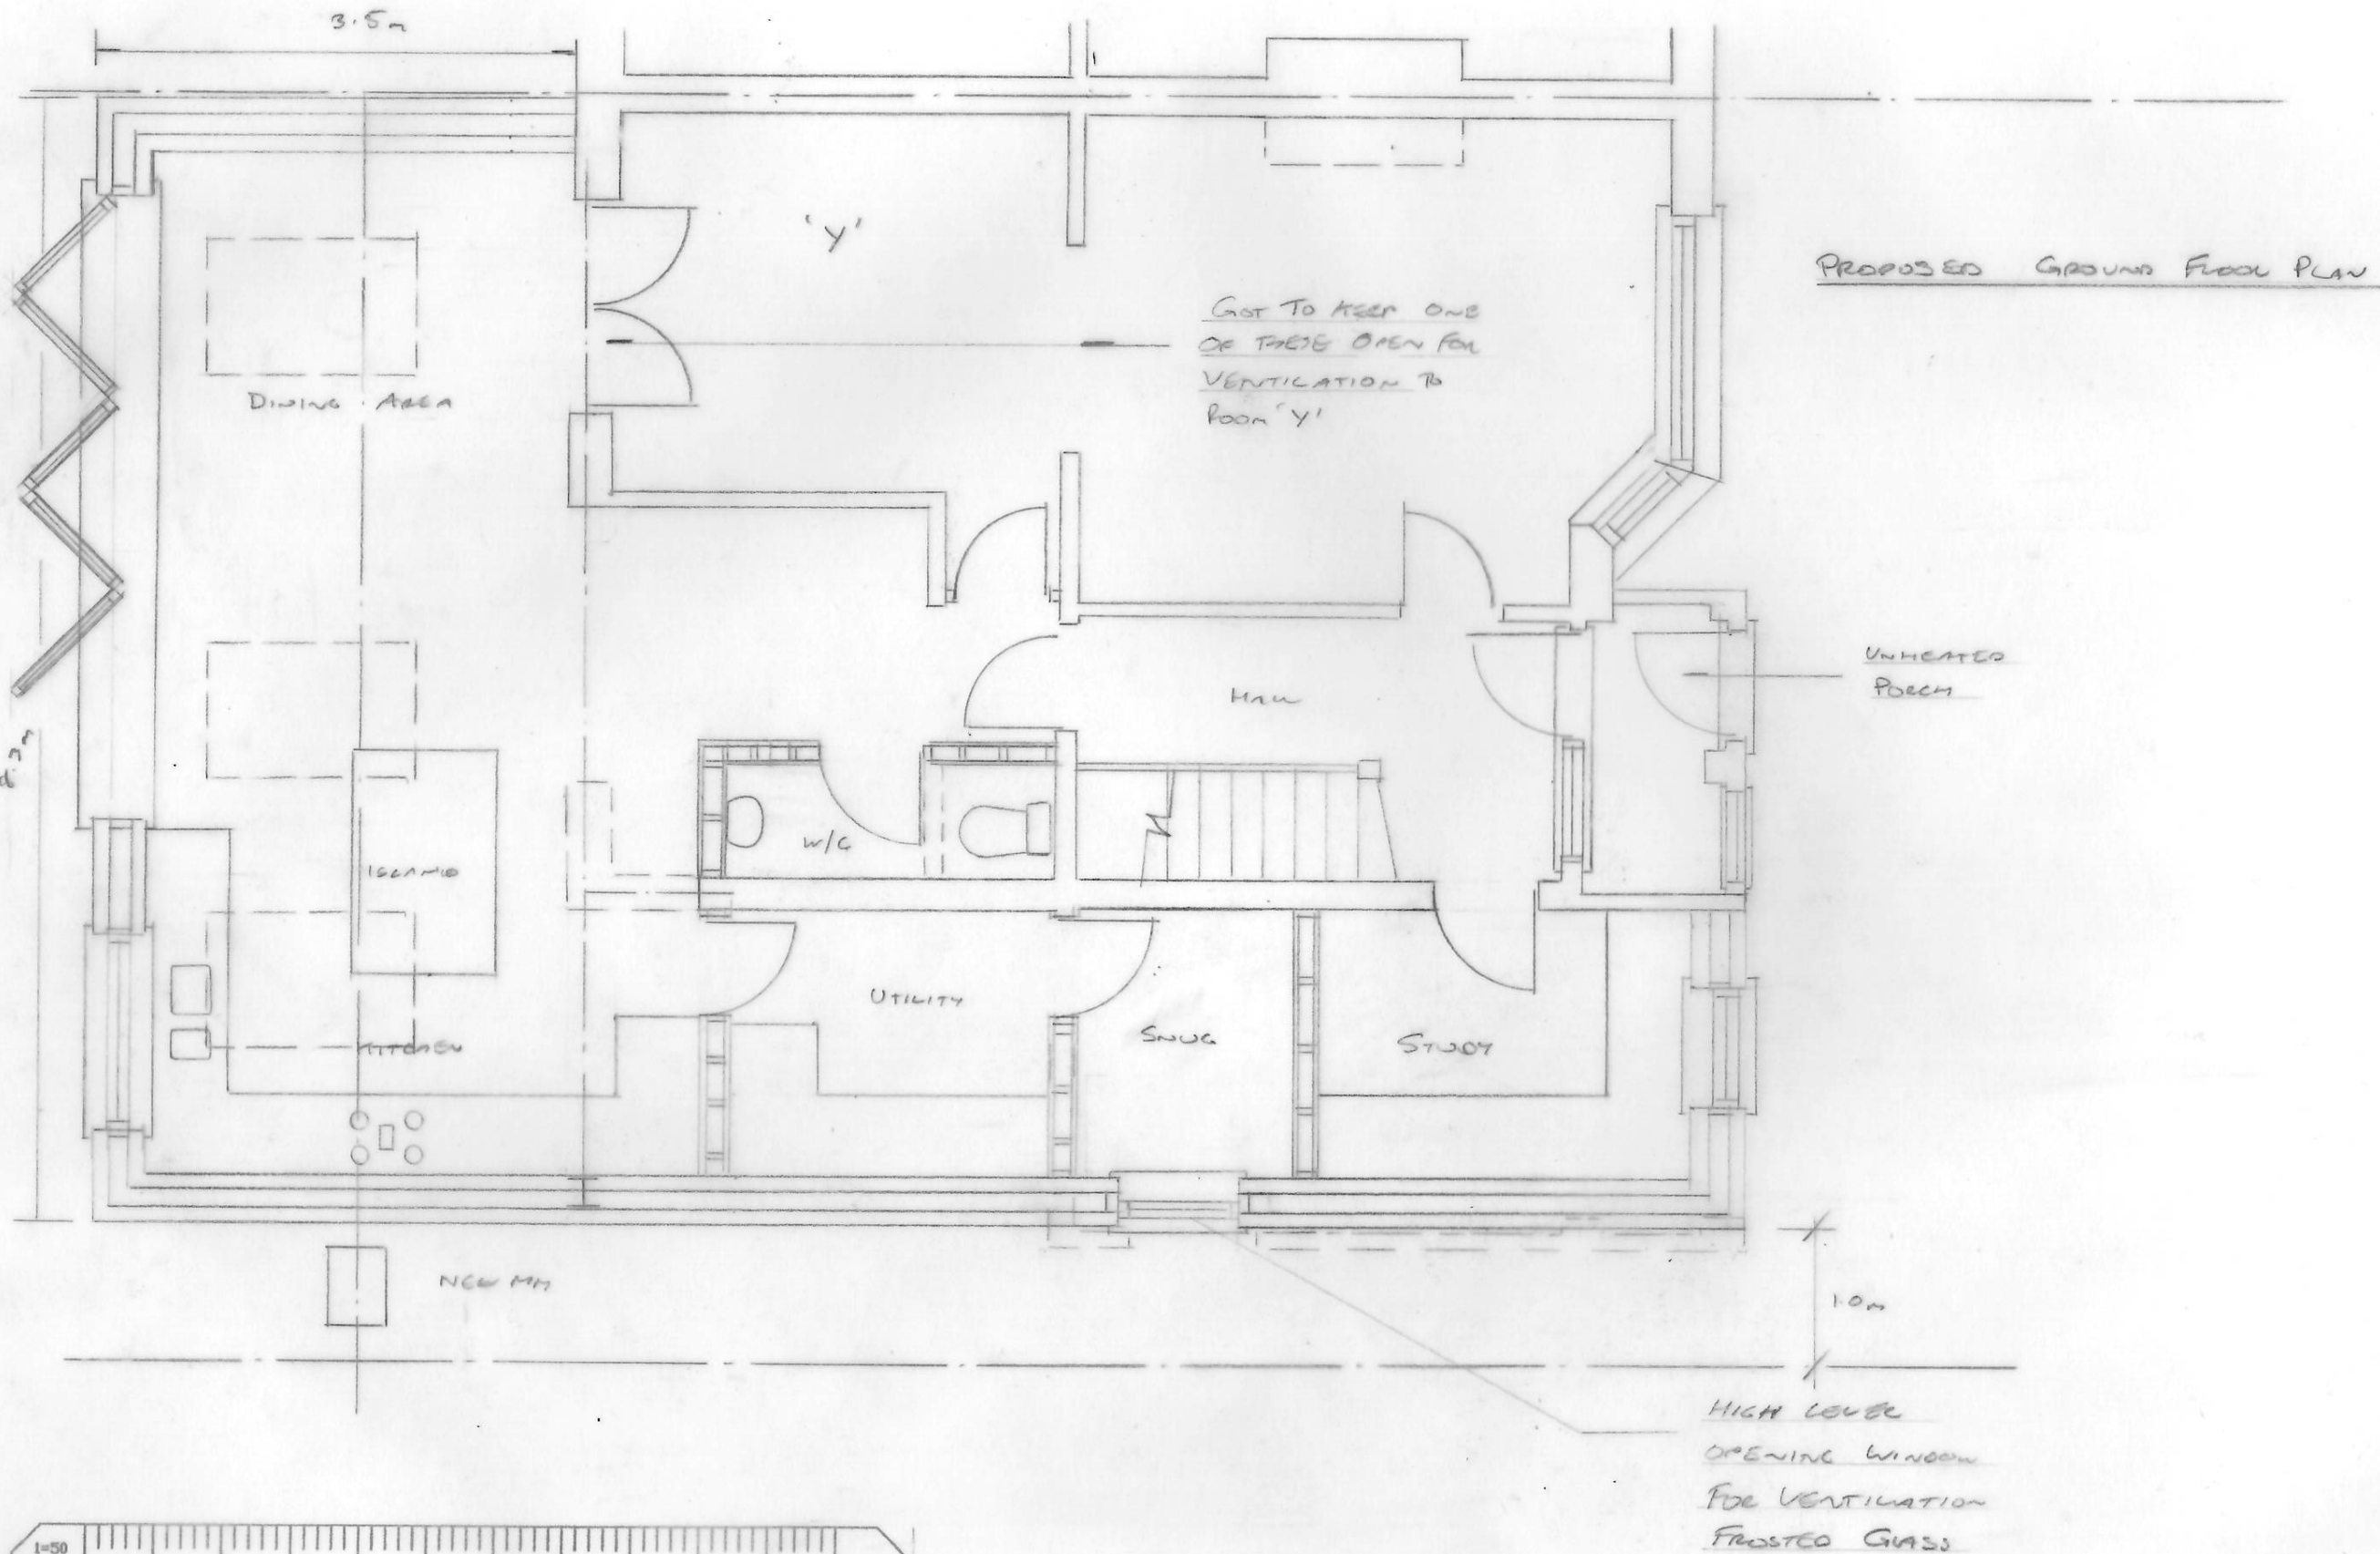 3.5m
PROPOSED GROUND FLOOR PLAN
'Y'
GOT TO KEEP ONE
OF THESE OPEN FOR
VENTILATION TO
ROOM 'Y'
DINING AREA
UNHEATED
PORCH
HALL
W/C
ISLAND
UTILITY
SNUG
STUDY
KITCHEN
NEW MH
1.0m
HIGH LEVEL
OPENING WINDOW
FOR VENTILATION
FROSTED GLASS
1=50